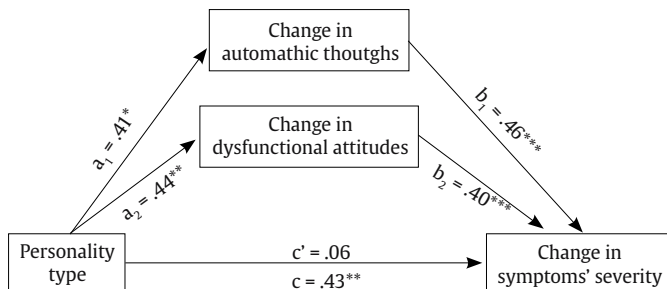 Change in
automathic thoutghs
a₁ = .41*
b₁ = .46***
Change in
dysfunctional attitudes
a₂ = .44**
b₂ = .40***
Personality
type
c' = .06
c = .43**
Change in
symptoms' severity